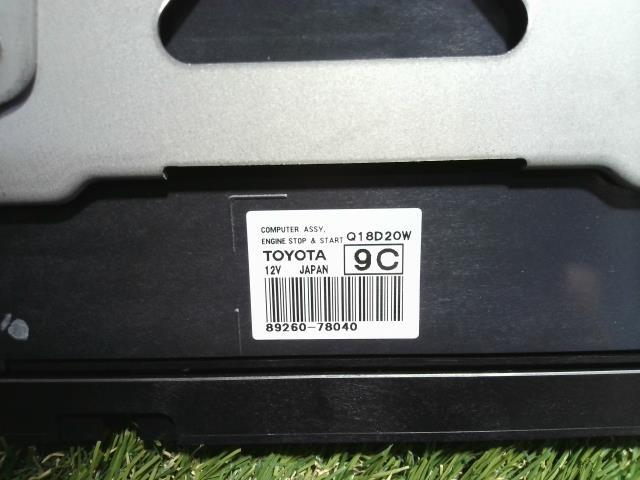 COMPUTER ASSY,
ENGINE STOP & START Q18D20W
TOYOTA 9C
12V JAPAN
89260-78040